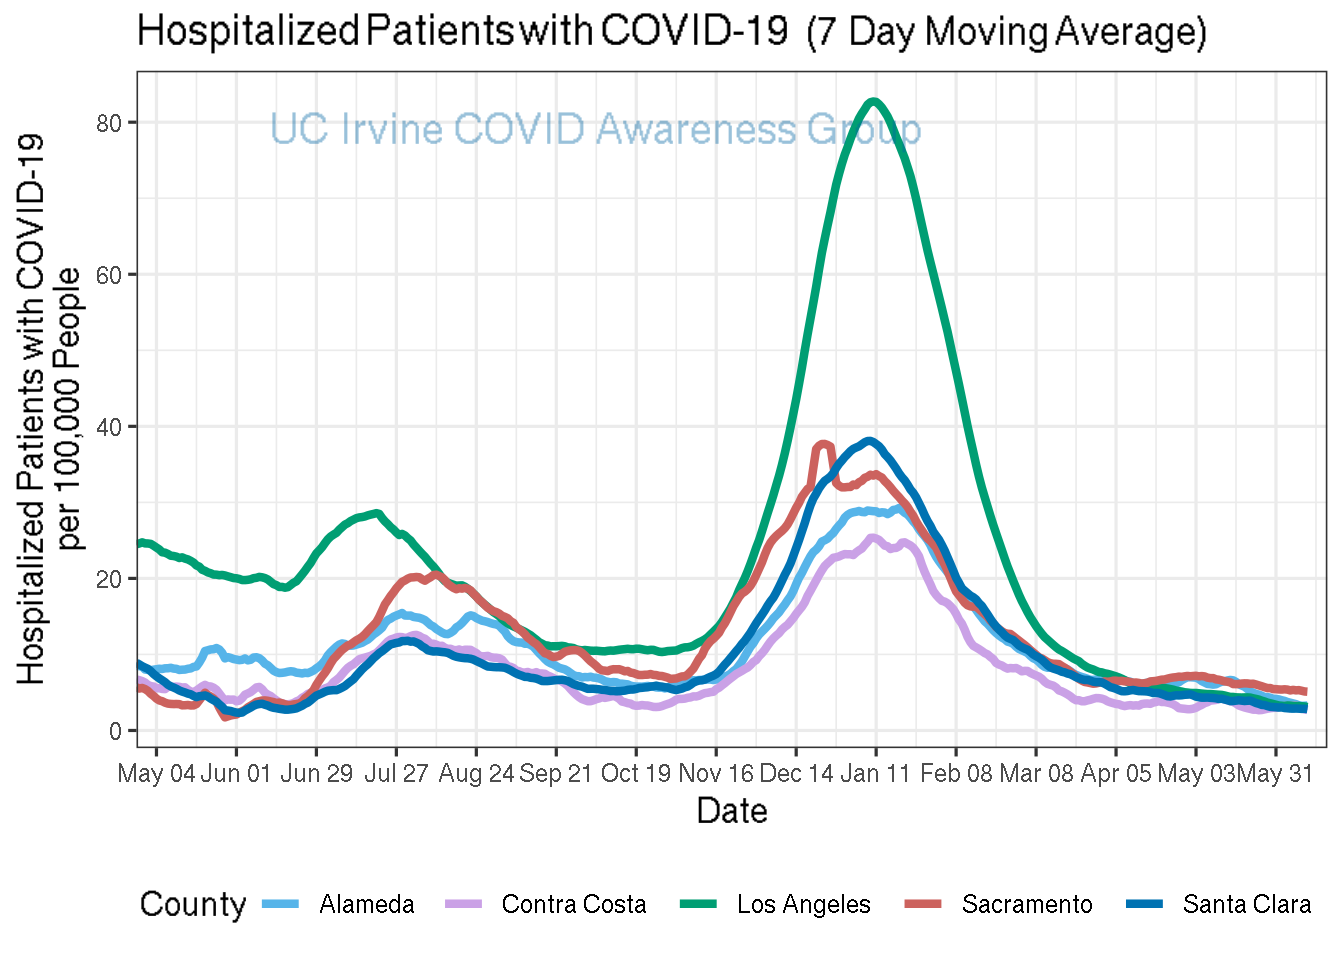 Hospitalized Patients with COVID-19 (7 Day Moving Average)
UC Irvine COVID Awareness Group
Hospitalized Patients with COVID-19
per 100,000 People
80
60
40
20
0
May 04 Jun 01 Jun 29 Jul 27 Aug 24 Sep 21 Oct 19 Nov 16 Dec 14 Jan 11 Feb 08 Mar 08 Apr 05 May 03 May 31
Date
County Alameda Contra Costa Los Angeles Sacramento Santa Clara